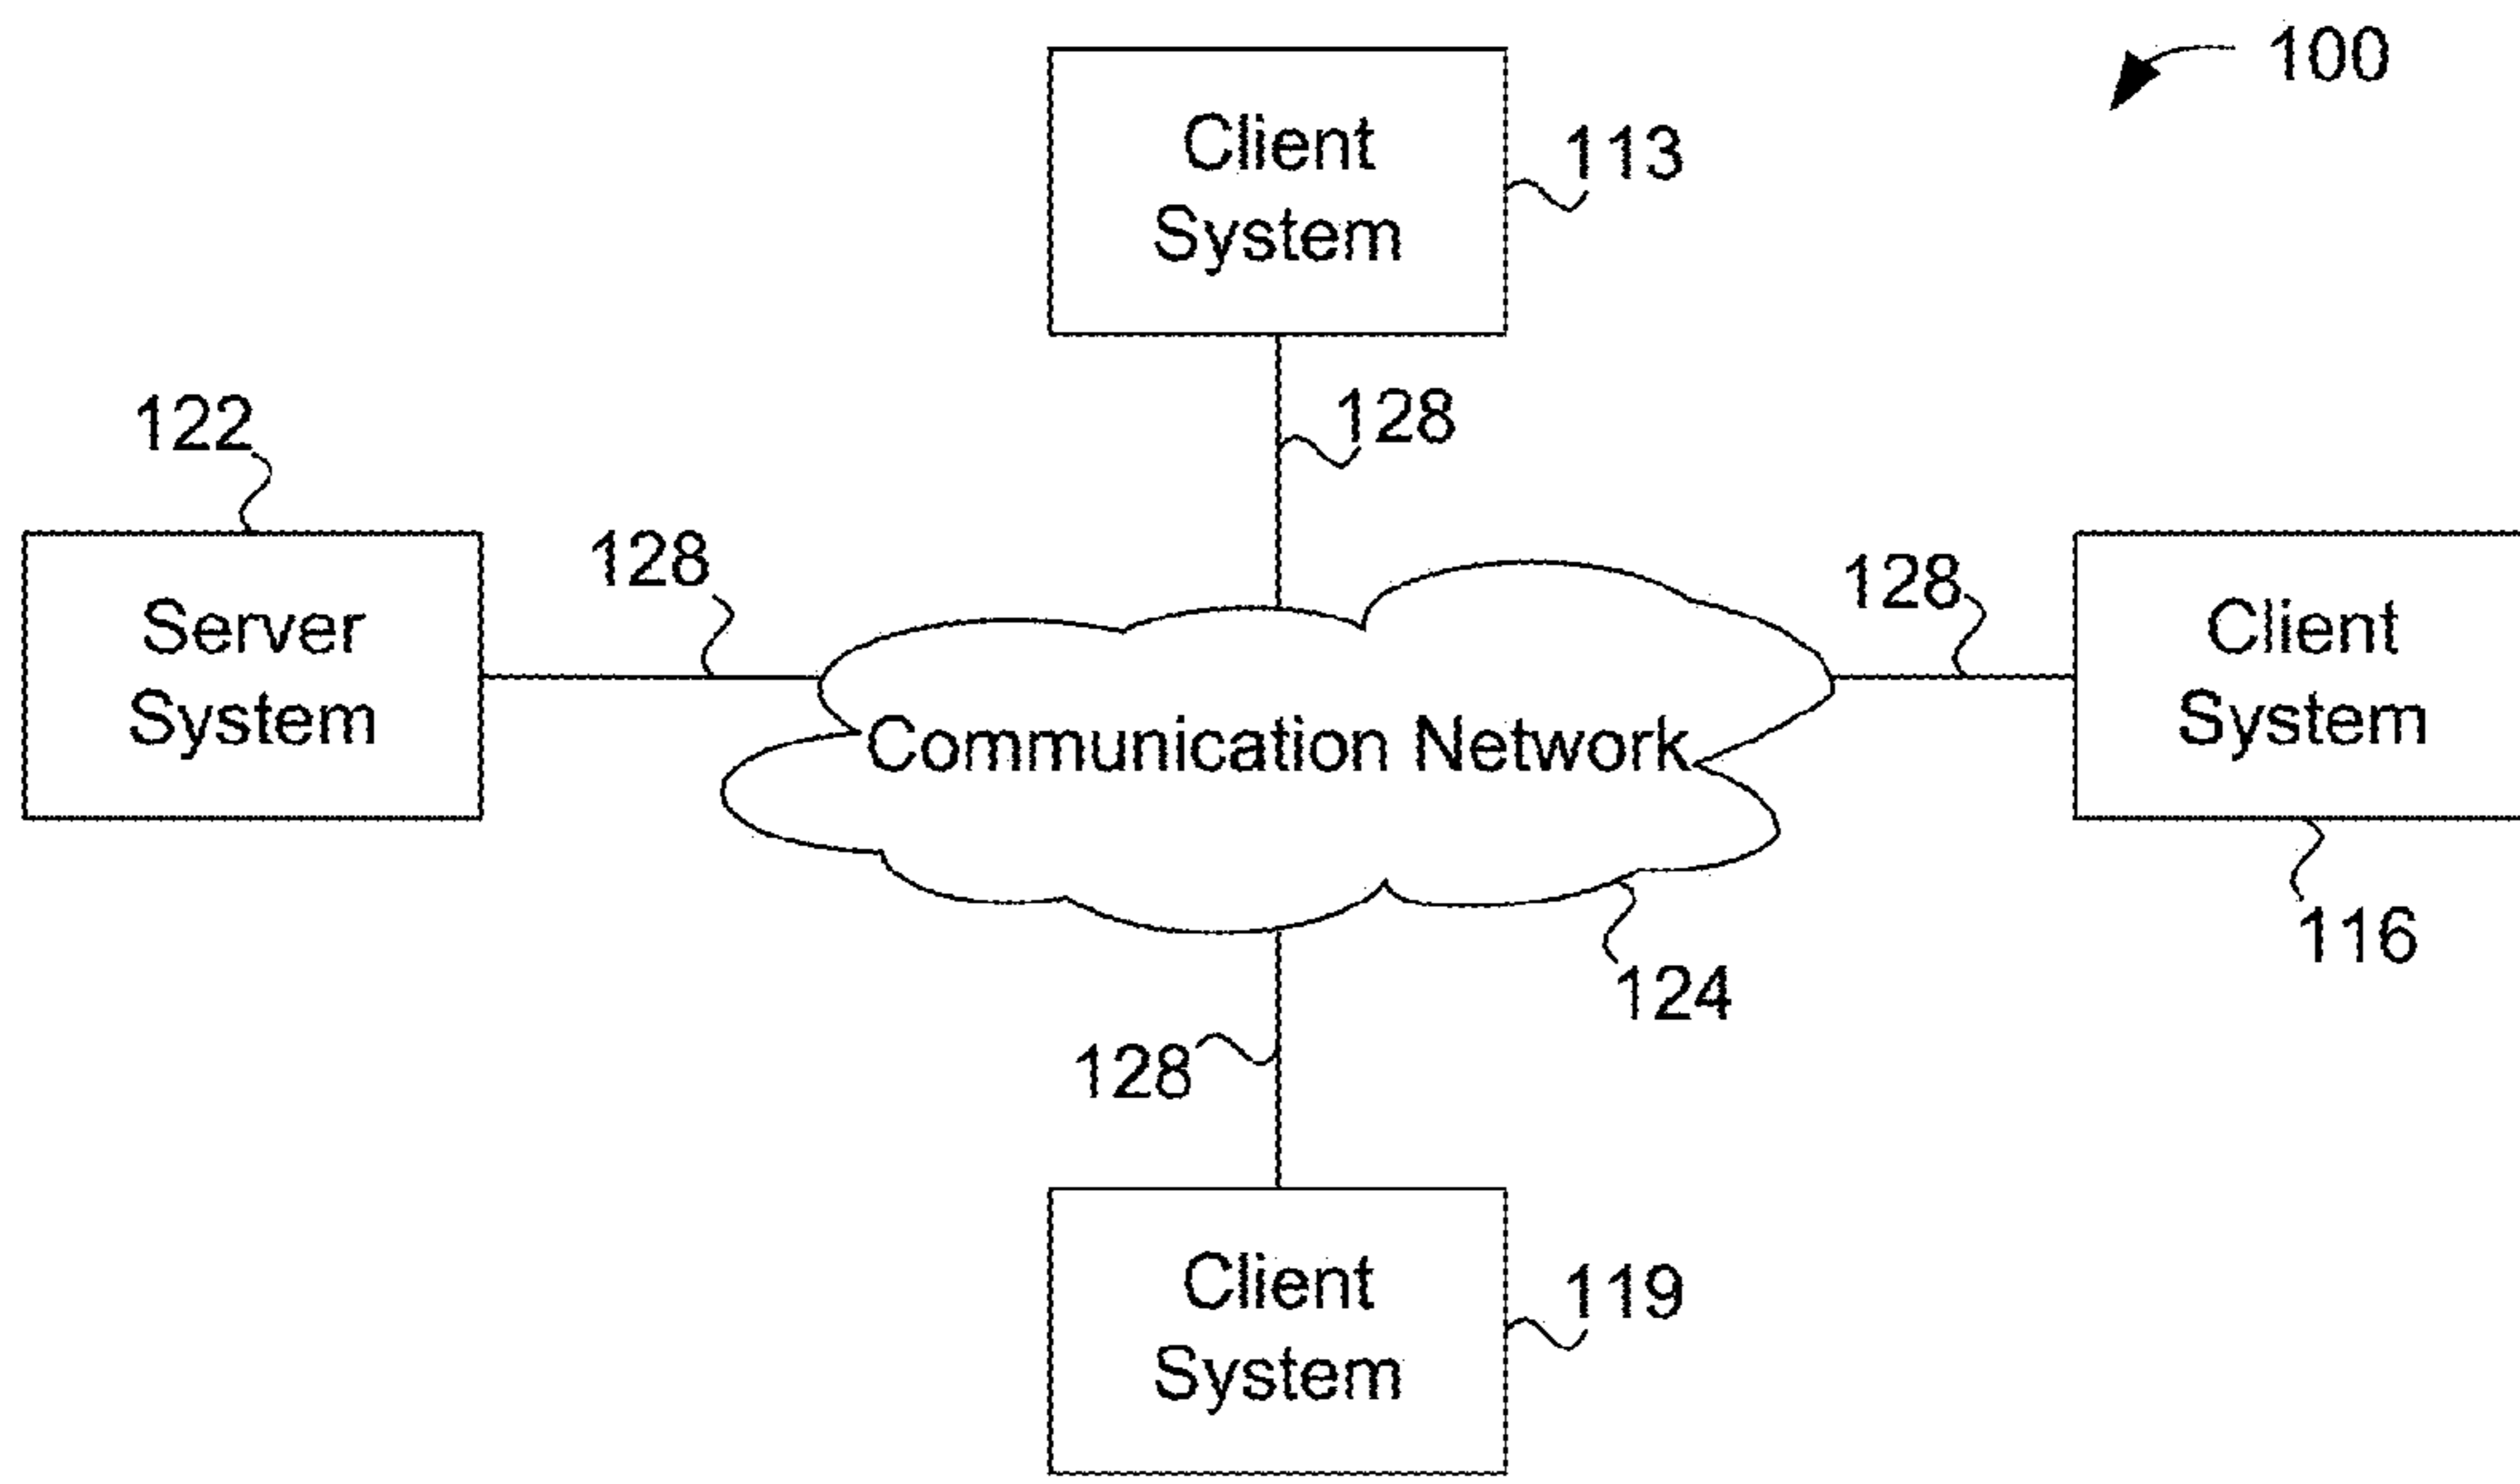 100
Client
System
113
128
122
128
128
Server
System
Client
System
Communication Network
116
124
128
Client
System
119